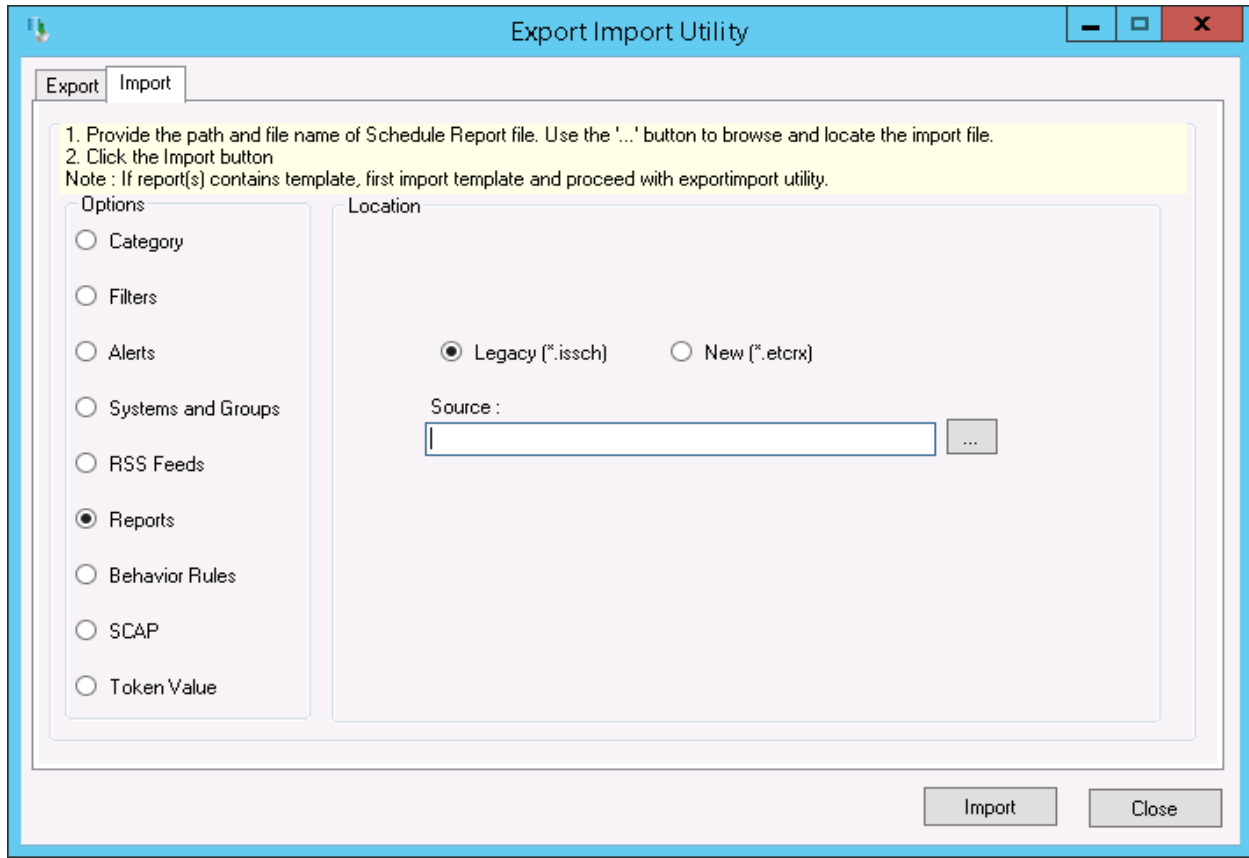 Export Import Utility
Export
Import
1. Provide the path and file name of Schedule Report file. Use the '...' button to browse and locate the import file.
2. Click the Import button
Note : If report(s) contains template, first import template and proceed with exportimport utility.
Options
Location
Category
Filters
Alerts
Legacy (*.issch)
New (*.etcrx)
Systems and Groups
Source :
...
RSS Feeds
Reports
Behavior Rules
SCAP
Token Value
Import
Close